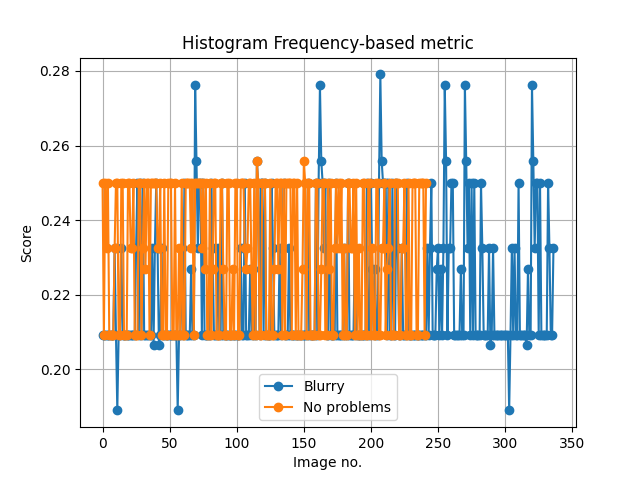 Histogram Frequency-based metric
0.28
0.26
0.24
0.22
0.20
Score
Blurry
No problems
0 50 100 150 200 250 300 350
Image no.